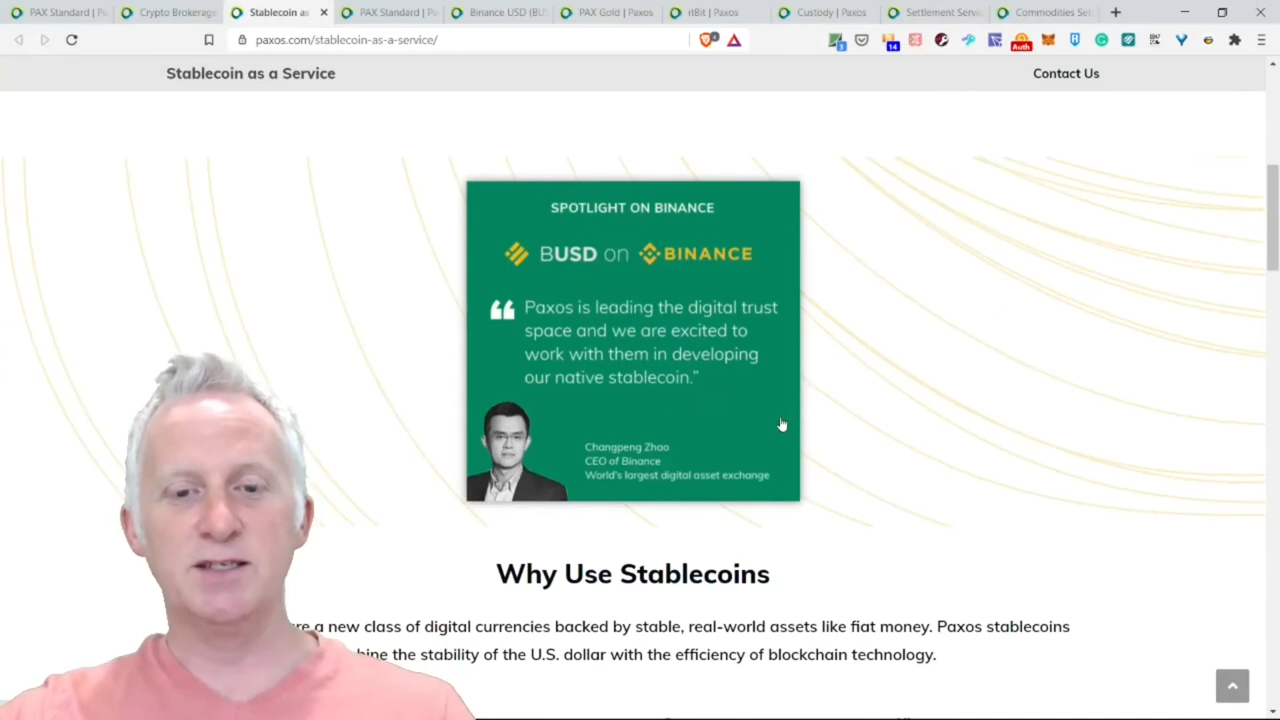 PAX Standard | Pa
Crypto Brokerage
Stablecoin as
PAX Standard | Pa
Binance USD (BUS
PAX Gold | Paxos
itBit | Paxos
Custody | Paxos
Settlement Servi
Commodities Set
paxos.com/stablecoin-as-a-service/
14
Auth
Stablecoin as a Service
Contact Us
SPOTLIGHT ON BINANCE
BUSD on BINANCE
“Paxos is leading the digital trust
space and we are excited to
work with them in developing
our native stablecoin.”
Changpeng Zhao
CEO of Binance
World's largest digital asset exchange
Why Use Stablecoins
re a new class of digital currencies backed by stable, real-world assets like fiat money. Paxos stablecoins
bine the stability of the U.S. dollar with the efficiency of blockchain technology.